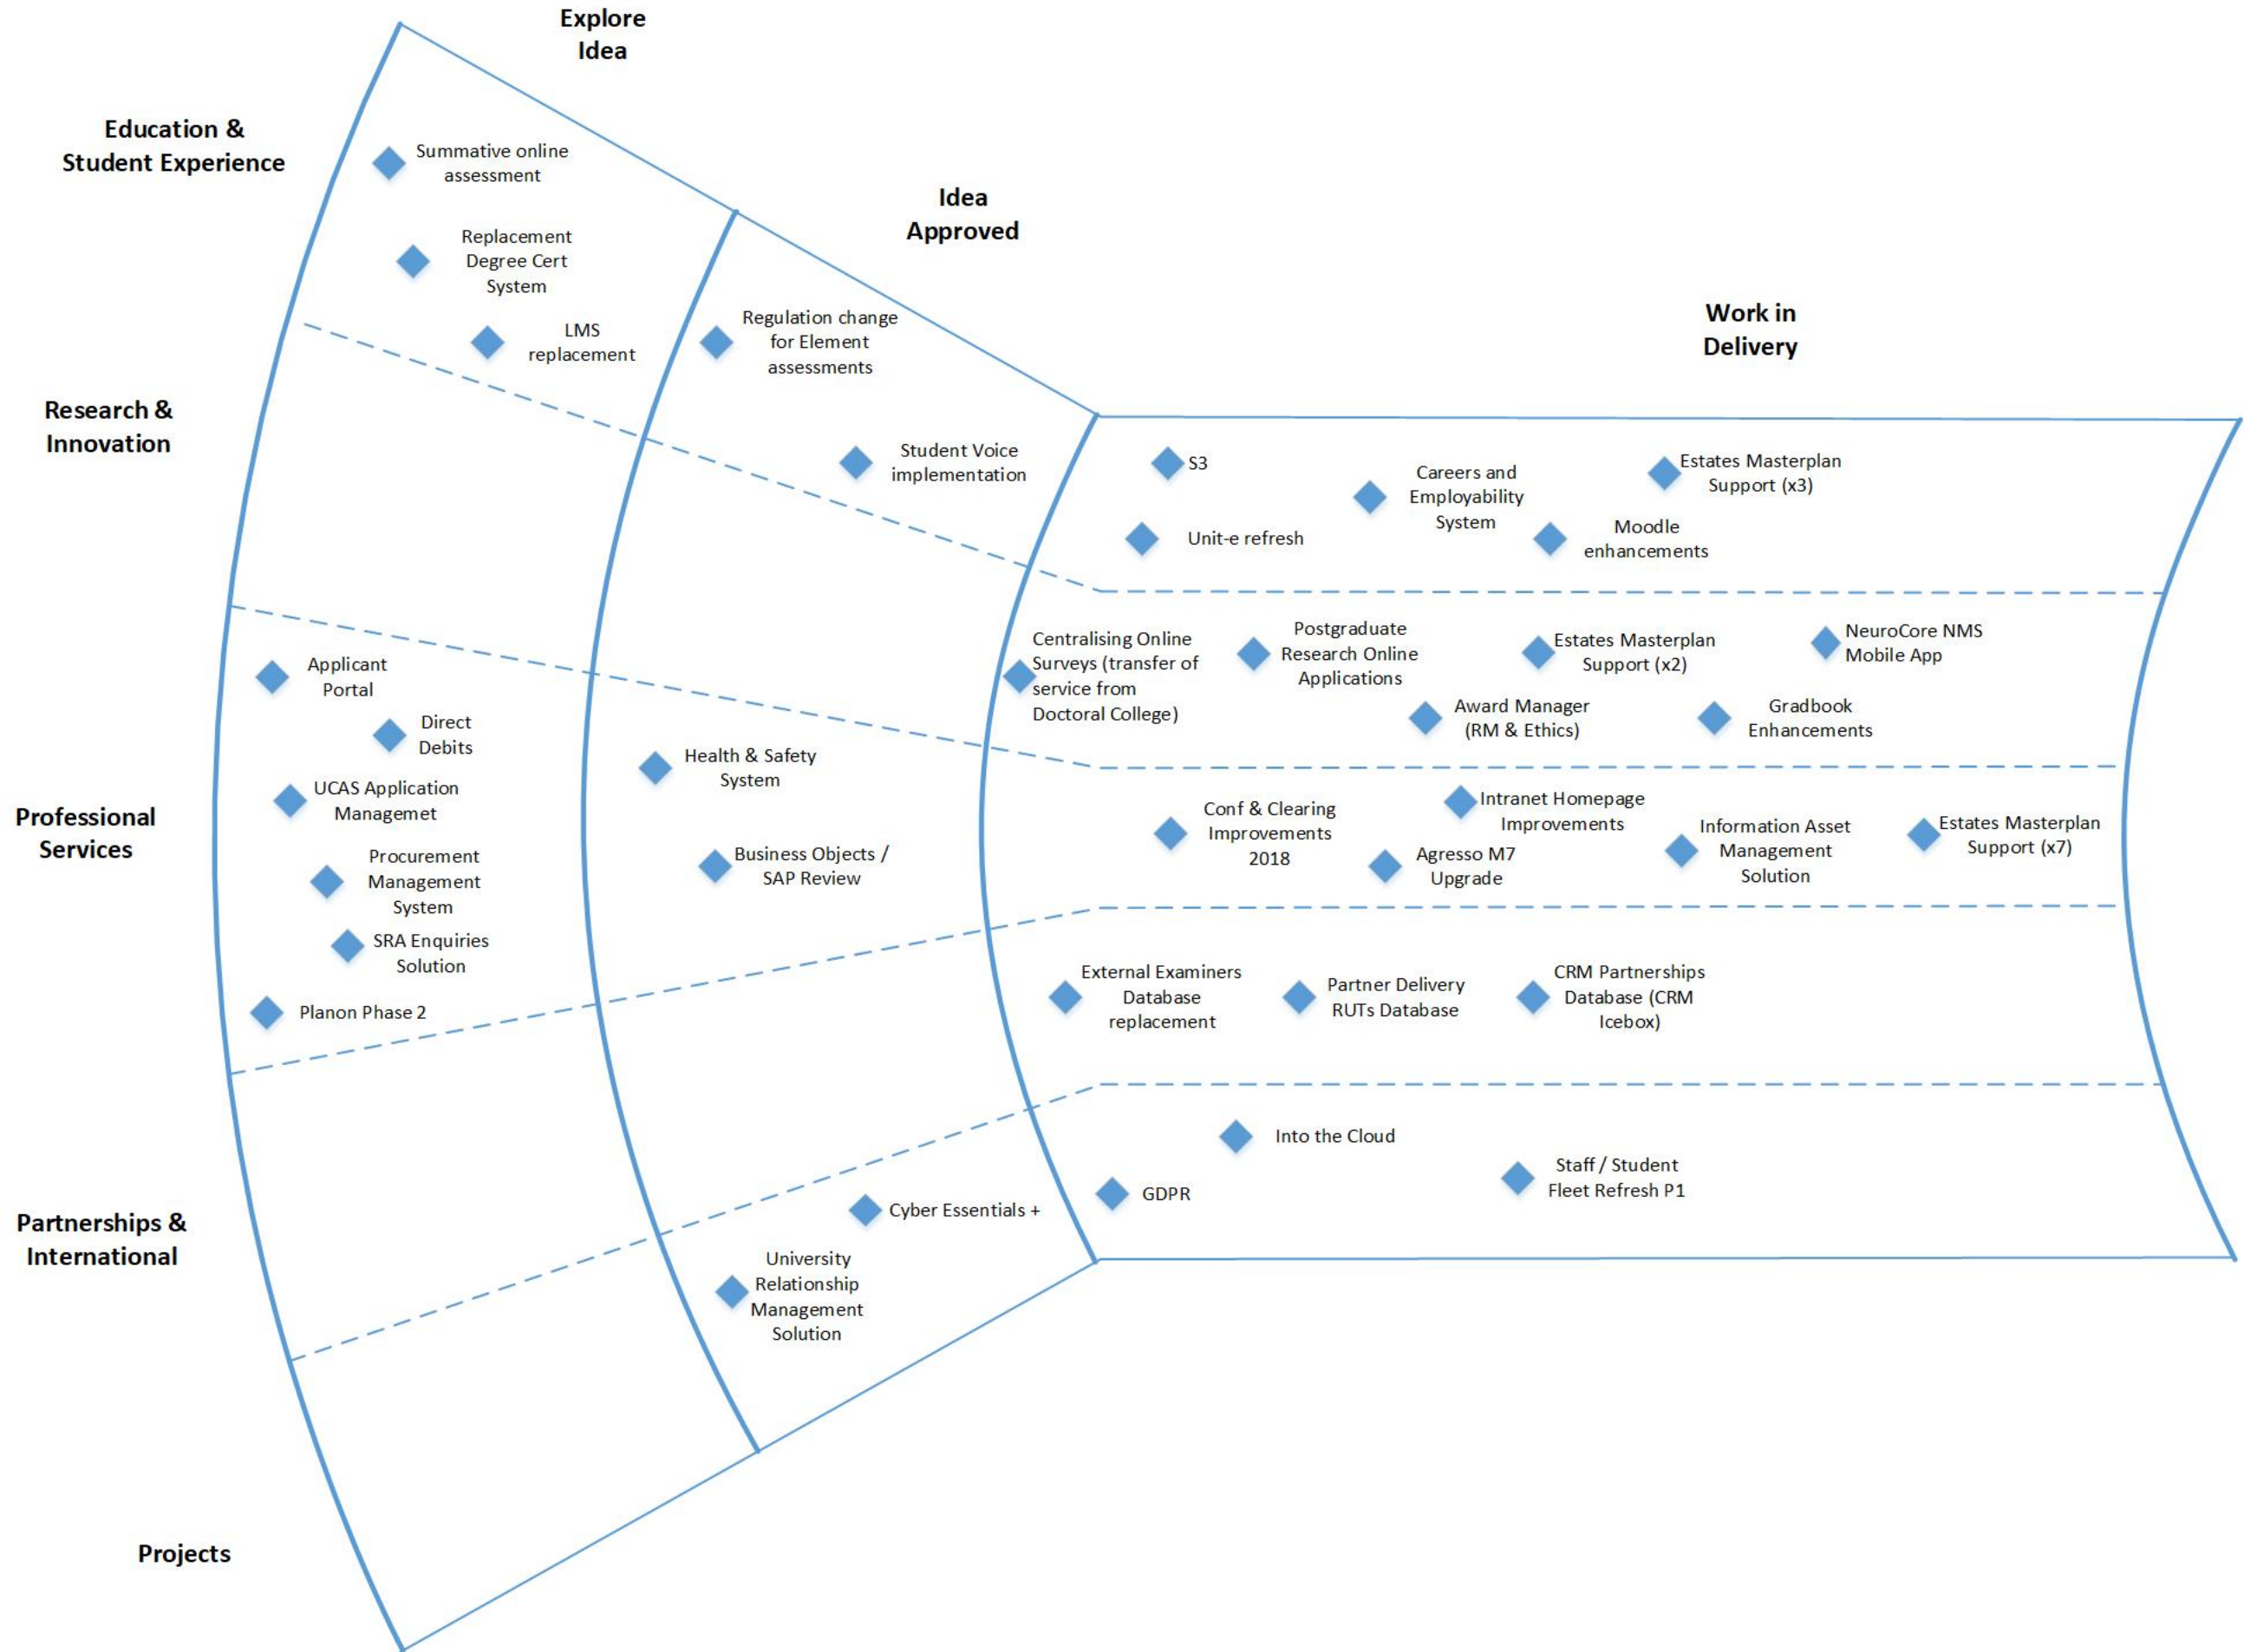 Explore
Idea
Education &
Student Experience
Summative online
assessment
Replacement
Degree Cert
System
LMS
replacement
Idea
Approved
Regulation change
for Element
assessments
Student Voice
implementation
Work in
Delivery
S3
Unit-e refresh
Careers and
Employability
System
Estates Masterplan
Support (x3)
Moodle
enhancements
Research &
Innovation
Centralising Online
Surveys (transfer of
service from
Doctoral College)
Postgraduate
Research Online
Applications
Award Manager
(RM & Ethics)
Estates Masterplan
Support (x2)
Gradbook
Enhancements
NeuroCore NMS
Mobile App
Professional
Services
Applicant
Portal
Direct
Debits
UCAS Application
Managemet
Procurement
Management
System
SRA Enquiries
Solution
Planon Phase 2
Health & Safety
System
Business Objects /
SAP Review
Conf & Clearing
Improvements
2018
Intranet Homepage
Improvements
Agresso M7
Upgrade
Information Asset
Management
Solution
Estates Masterplan
Support (x7)
Partnerships &
International
External Examiners
Database
replacement
Partner Delivery
RUTs Database
CRM Partnerships
Database (CRM
Icebox)
Projects
Cyber Essentials +
University
Relationship
Management
Solution
Into the Cloud
GDPR
Staff / Student
Fleet Refresh P1